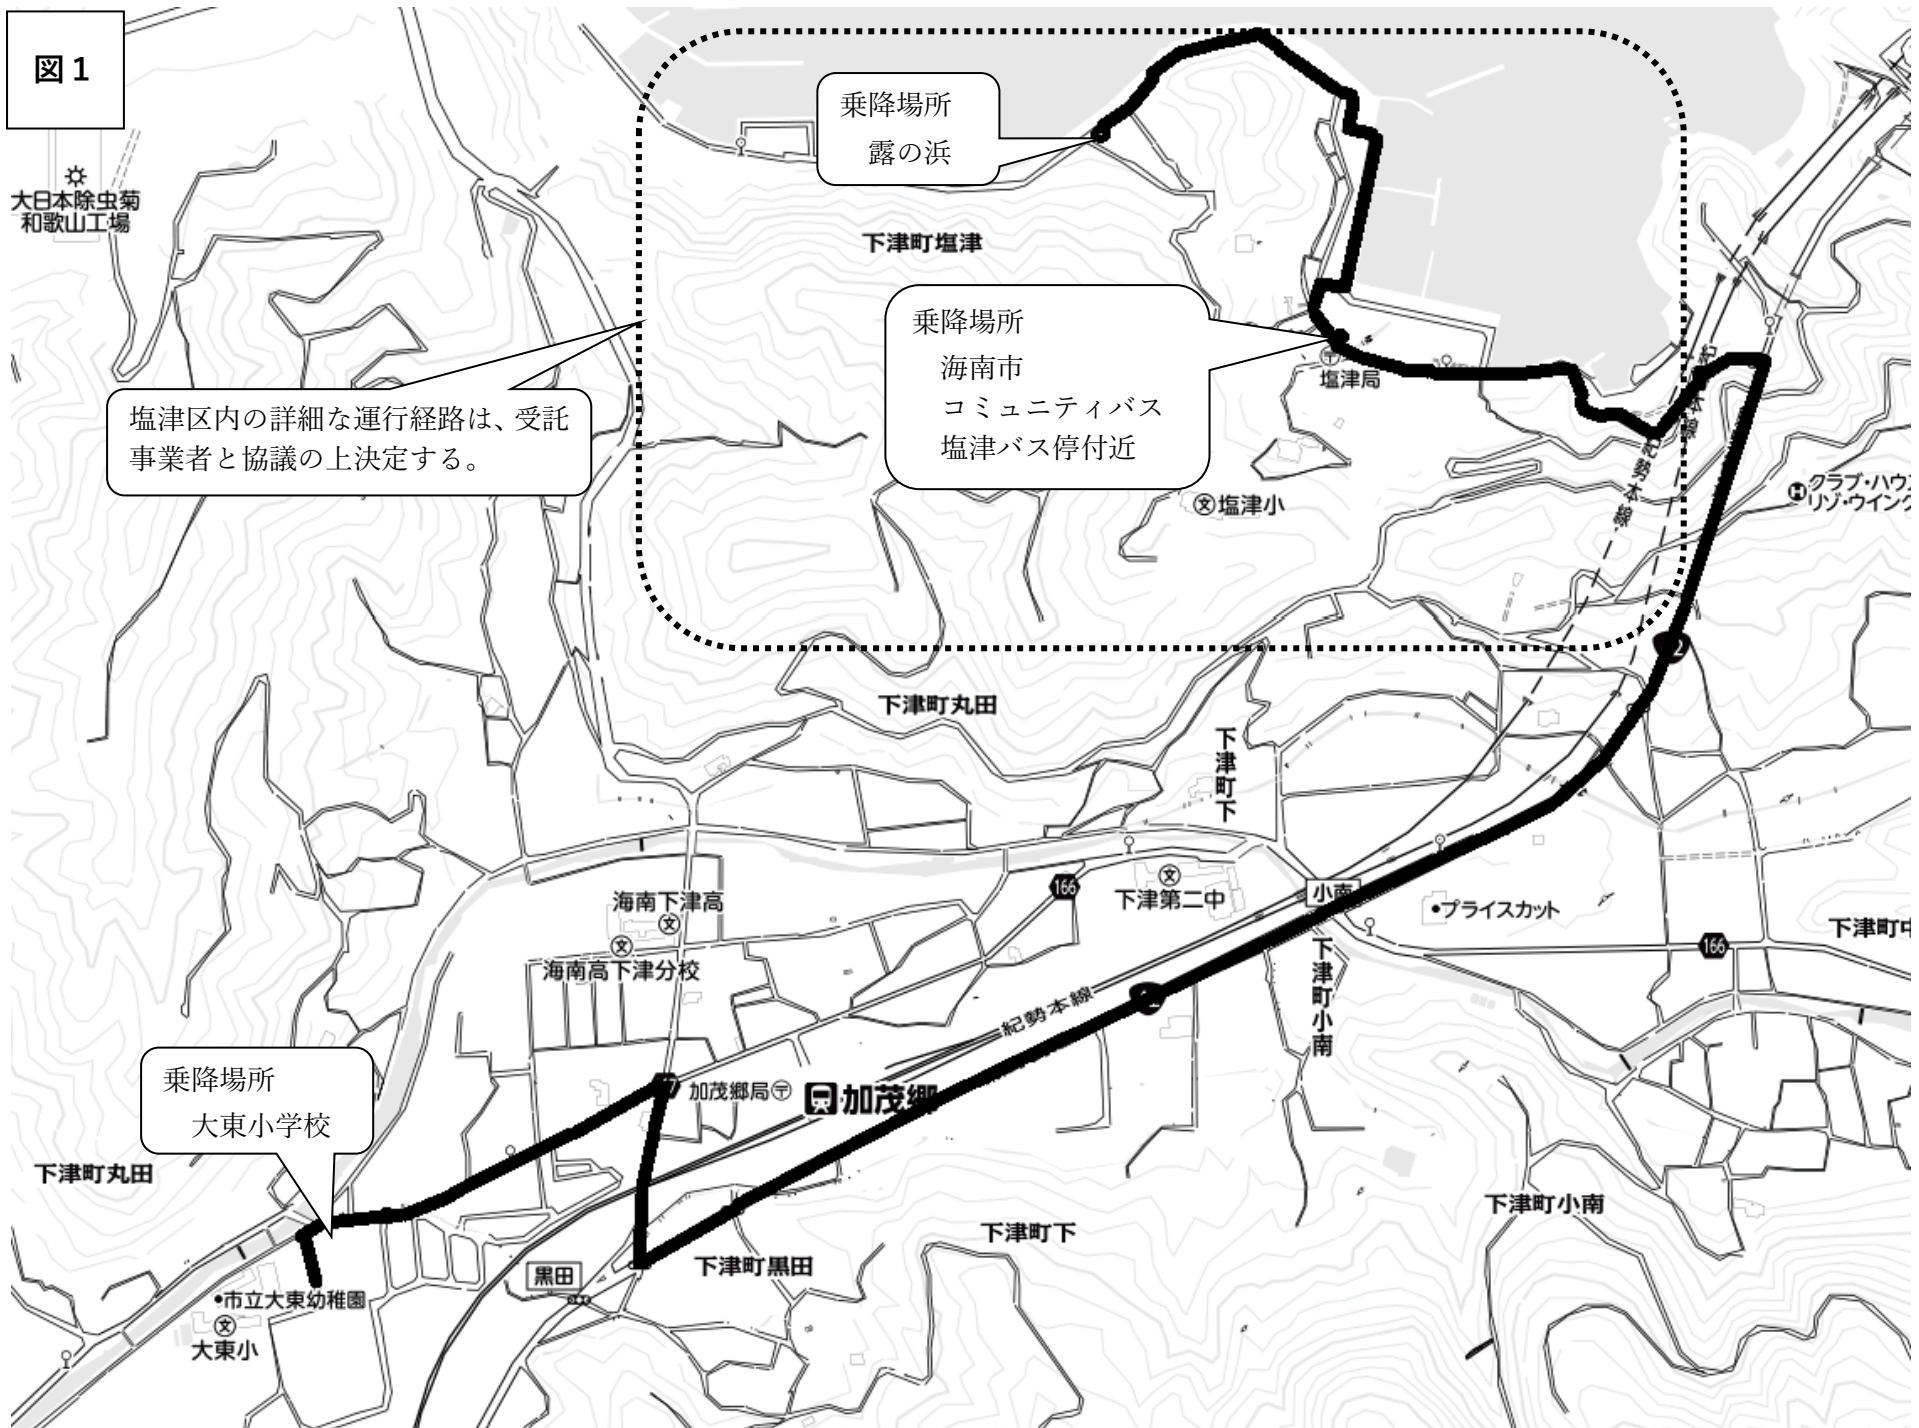 図1
乗降場所
露の浜
大日本除虫菊
和歌山工場
下津町塩津
乗降場所
海南市
コミュニティバス
塩津バス停付近
塩津局
紀勢本線
塩津区内の詳細な運行経路は、受託
事業者と協議の上決定する。
塩津小
下津町丸田
下津町下
海南下津高
海南高下津分校
166
下津第二中
小南
プライスカット
166
下津町小南
紀勢本線
乗降場所
大東小学校
加茂郷局
加茂郷
下津町丸田
下津町小南
下津町下
下津町黒田
黒田
市立大東幼稚園
大東小